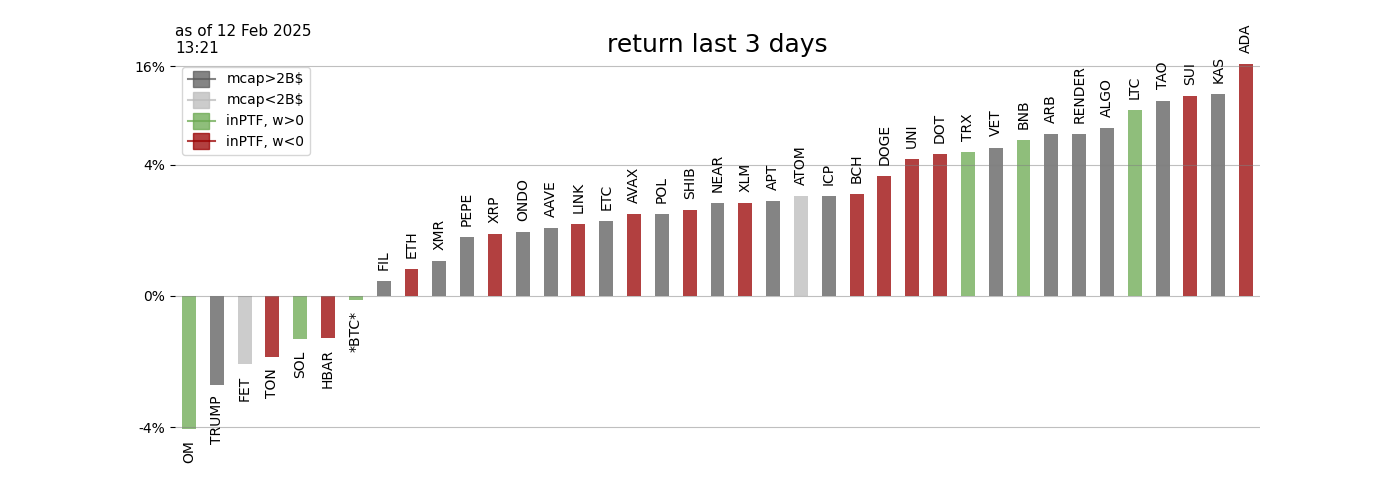 as of 12 Feb 2025
13:21
return last 3 days
16%
4%
0%
-4%
mcap>2B$
mcap<2B$
inPTF, w>0
inPTF, w<0
OM
TRUMP
FET
TON
SOL
HBAR
*BTC*
FIL
ETH
XMR
PEPE
XRP
ONDO
AAVE
LINK
ETC
AVAX
POL
SHIB
NEAR
XLM
APT
ATOM
ICP
BCH
DOGE
UNI
DOT
TRX
VET
BNB
ARB
RENDER
ALGO
LTC
TAO
SUI
KAS
ADA